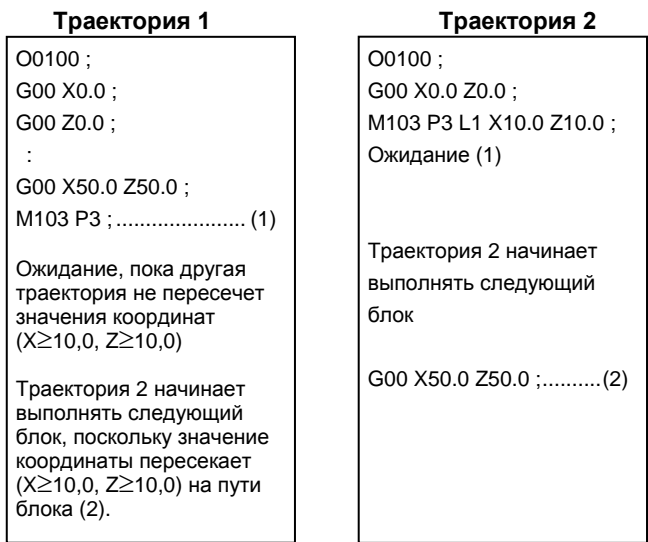 Траектория 1
O0100 ;
G00 X0.0 ;
G00 Z0.0 ;
:
G00 X50.0 Z50.0 ;
M103 P3 ;...................... (1)
Ожидание, пока другая
траектория не пересечет
значения координат
(X≥10,0, Z≥10,0)
Траектория 2 начинает
выполнять следующий
блок, поскольку значение
координаты пересекает
(X≥10,0, Z≥10,0) на пути
блока (2).
Траектория 2
O0100 ;
G00 X0.0 Z0.0 ;
M103 P3 L1 X10.0 Z10.0 ;
Ожидание (1)
Траектория 2 начинает
выполнять следующий
блок
G00 X50.0 Z50.0 ;..........(2)